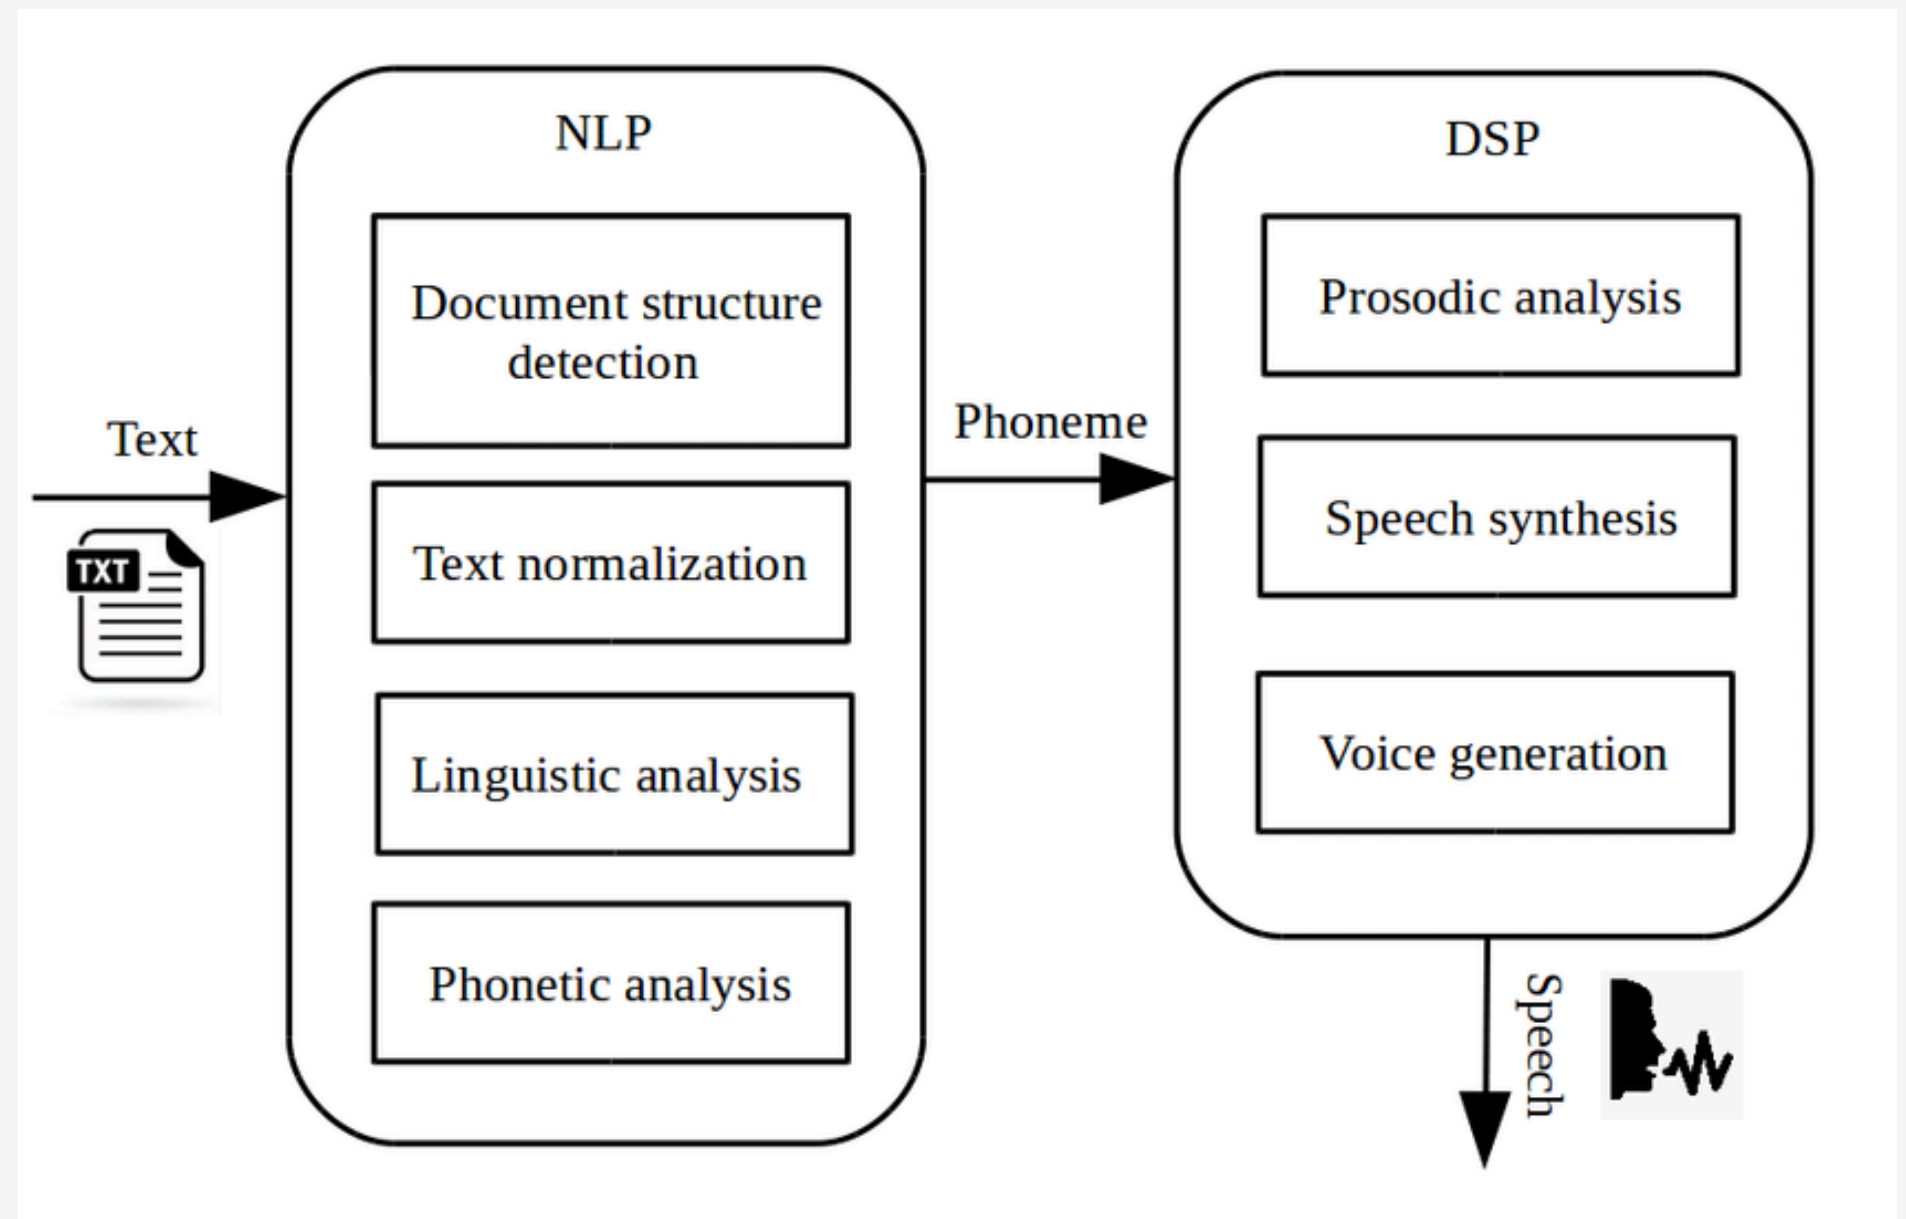 Text
TXT
NLP
Document structure
detection
Text normalization
Linguistic analysis
Phonetic analysis
Phoneme
DSP
Prosodic analysis
Speech synthesis
Voice generation
Speech